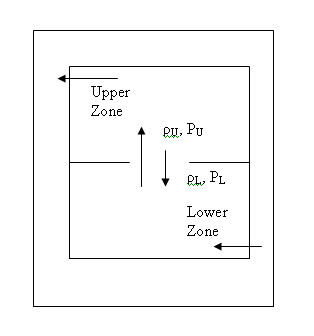 Upper
Zone
ρU, PU
ρL, PL
Lower
Zone